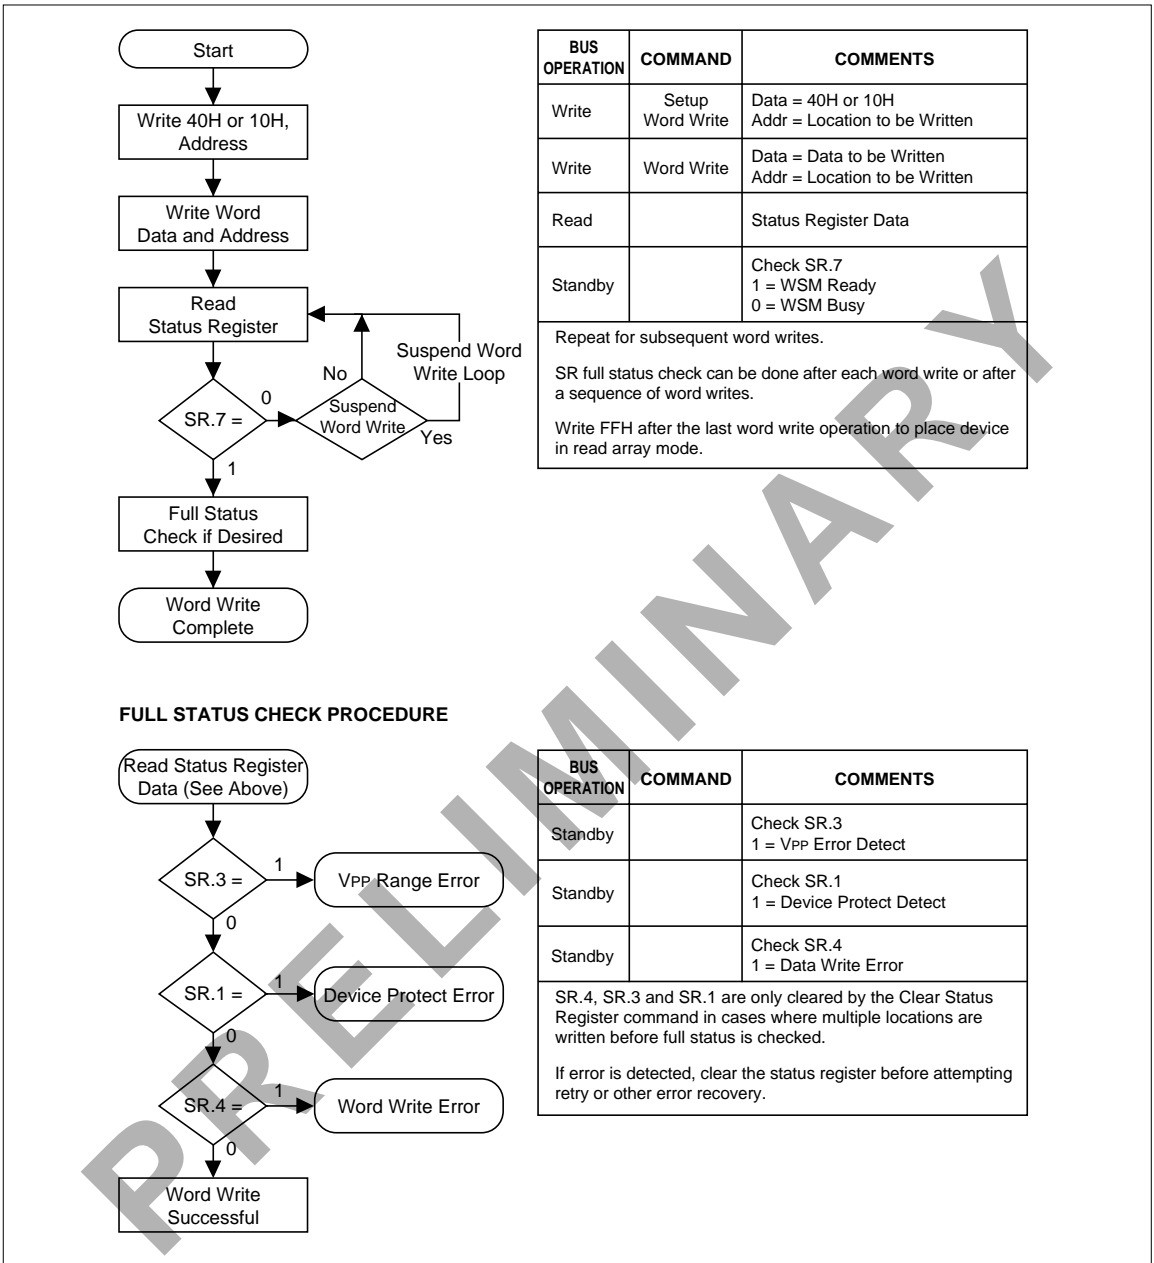 Start
Write 40H or 10H,
Address
Write Word
Data and Address
Read
Status Register
Suspend Word
Write Loop
No
0
SR.7 =
Suspend
Word Write
Yes
1
Full Status
Check if Desired
Word Write
Complete
BUS
OPERATION
COMMAND
COMMENTS
Write
Setup
Word Write
Data = 40H or 10H
Addr = Location to be Written
Write
Word Write
Data = Data to be Written
Addr = Location to be Written
Read
Status Register Data
Standby
Check SR.7
1 = WSM Ready
0 = WSM Busy
Repeat for subsequent word writes.
SR full status check can be done after each word write or after
a sequence of word writes.
Write FFH after the last word write operation to place device
in read array mode.
FULL STATUS CHECK PROCEDURE
Read Status Register
Data (See Above)
SR.3 =
1
VPP Range Error
0
SR.1 =
1
Device Protect Error
0
SR.4 =
1
Word Write Error
0
Word Write
Successful
BUS
OPERATION
COMMAND
COMMENTS
Standby
Check SR.3
1 = VPP Error Detect
Standby
Check SR.1
1 = Device Protect Detect
Standby
Check SR.4
1 = Data Write Error
SR.4, SR.3 and SR.1 are only cleared by the Clear Status
Register command in cases where multiple locations are
written before full status is checked.
If error is detected, clear the status register before attempting
retry or other error recovery.
PRELIMINARY